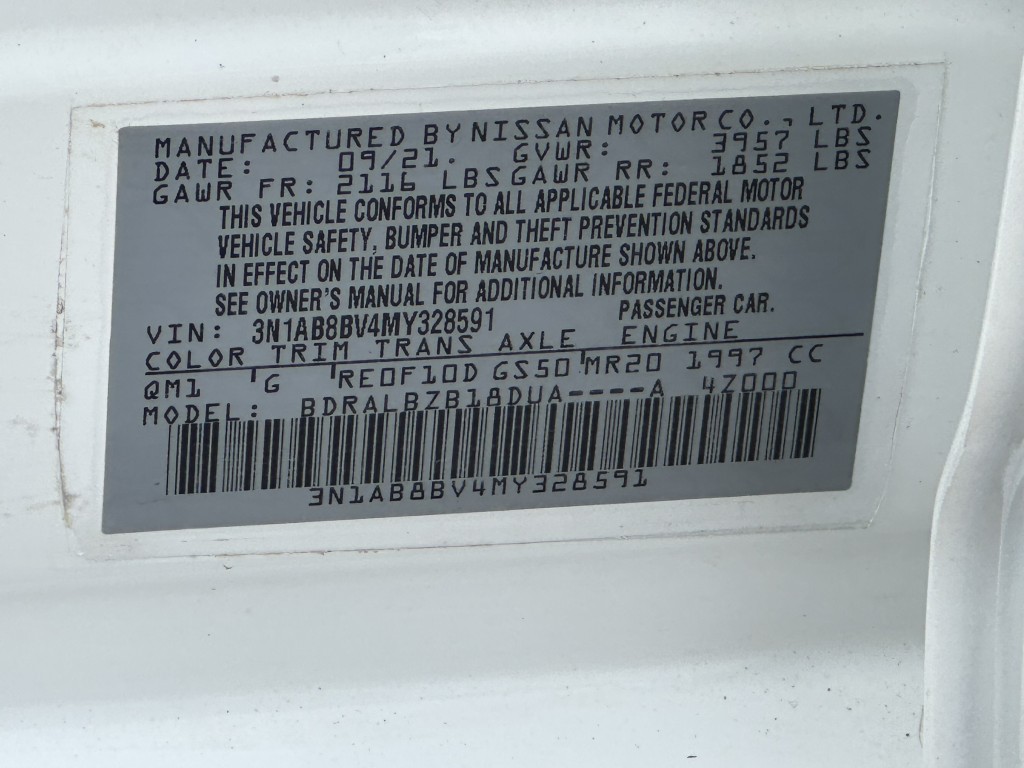 MANUFACTURED BY NISSAN MOTOR CO., LTD.
DATE: 09/21. GVWR: 3957 LBS
GAWR FR: 2116 LBS GAWR RR: 1852 LBS
THIS VEHICLE CONFORMS TO ALL APPLICABLE FEDERAL MOTOR
VEHICLE SAFETY, BUMPER AND THEFT PREVENTION STANDARDS
IN EFFECT ON THE DATE OF MANUFACTURE SHOWN ABOVE.
SEE OWNER'S MANUAL FOR ADDITIONAL INFORMATION.
VIN: 3N1AB8BV4MY328591 PASSENGER CAR.
COLOR TRIM TRANS AXLE ENGINE
QM1 G RE0F10D GS50 MR20 1997 CC
MODEL: BDRALBZB18DUA----A 4Z000
3N1AB8BV4MY328591